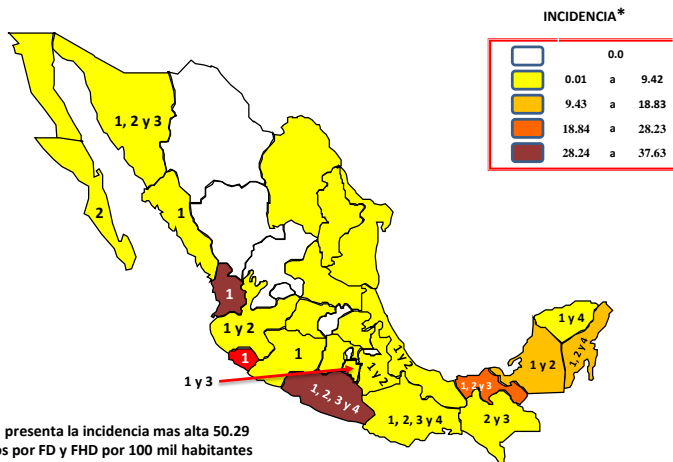 INCIDENCIA*
0.0
0.01 a 9.42
9.43 a 18.83
18.84 a 28.23
28.24 a 37.63
1, 2 y 3
2
1
1
1 y 2
1
1
1 y 3
1, 2, 3 y 4
1 y 2
1 y 2
1, 2, 3 y 4
1, 2 y 3
2 y 3
1 y 4
1 y 2
1, 2 y 4
presenta la incidencia mas alta 50.29
os por FD y FHD por 100 mil habitantes